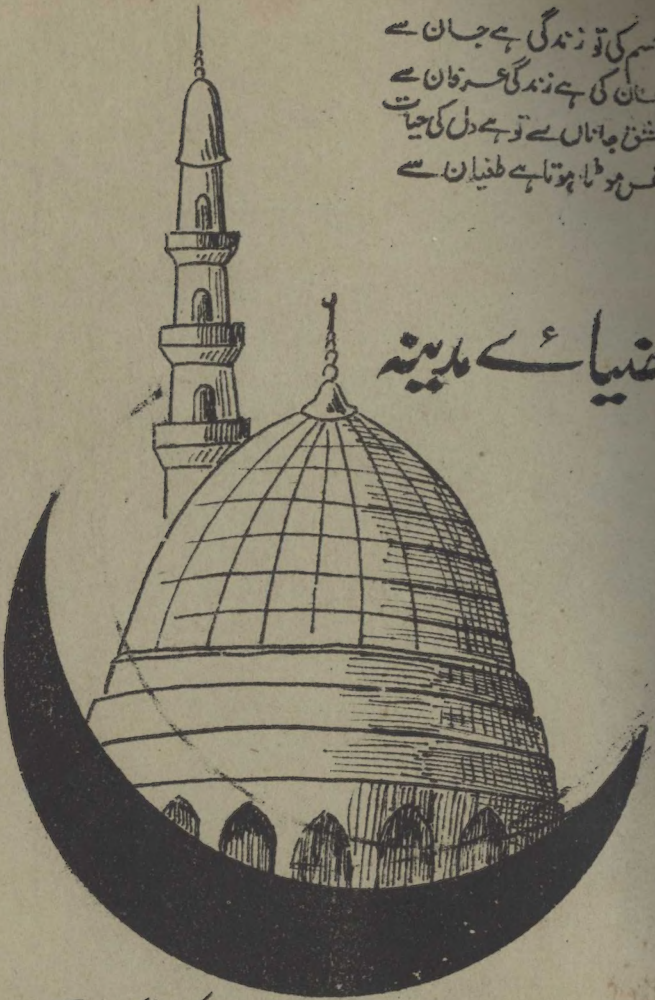 کی تو زندگی ہے جان سے
کی ہے زندگی عرفان سے
جاناں سے تو ہے دل کی حیات
موٹا ہوتا ہے طغیان سے
ضیائے مدینہ